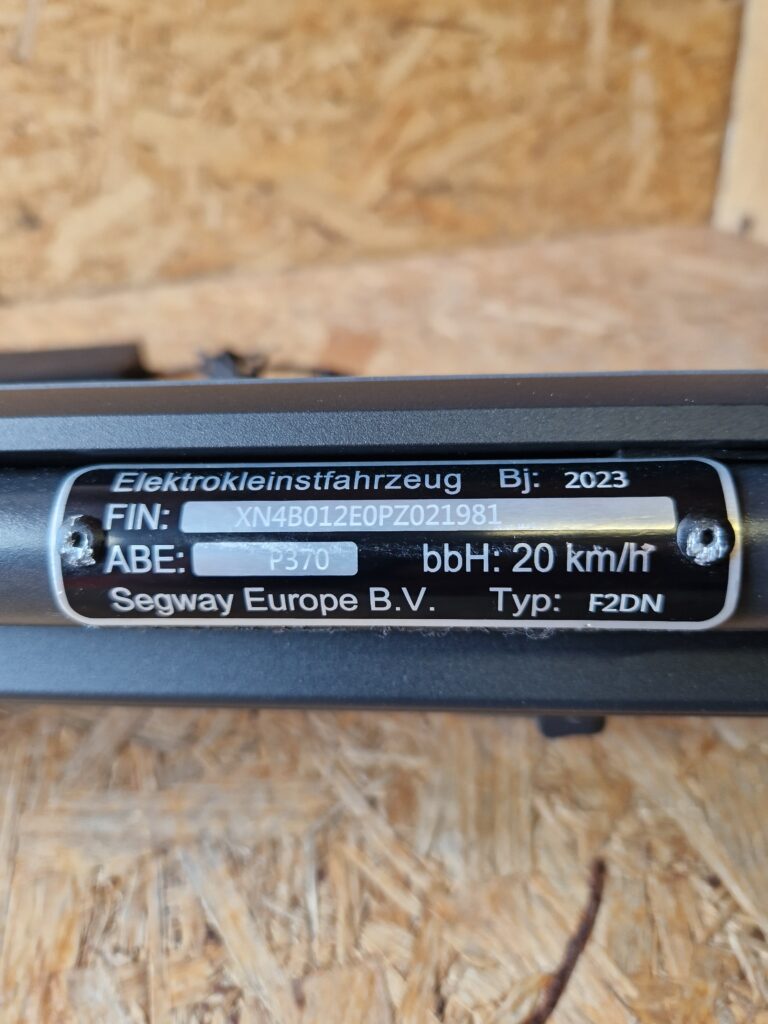 Elektrokleinstfahrzeug Bj: 2023
FIN: XN4B012E0PZ021981
ABE: P370 bbH: 20 km/h
Segway Europe B.V. Typ: F2DN